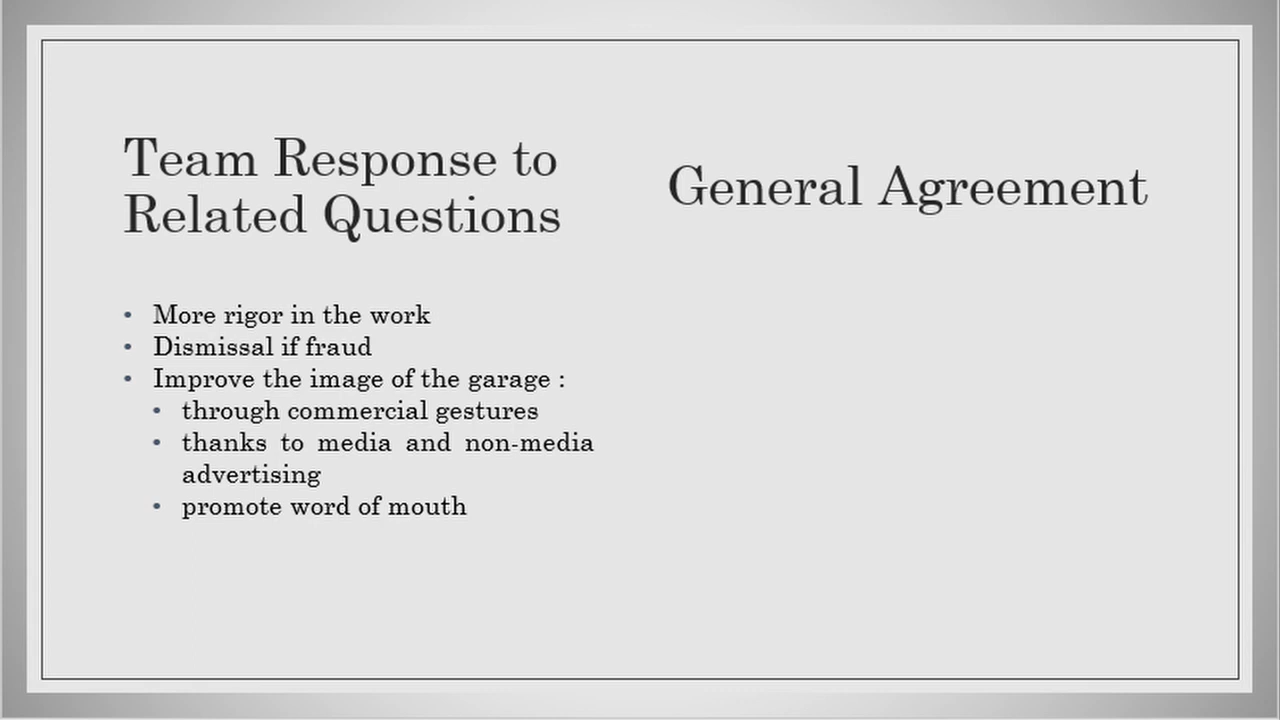 Team Response to
Related Questions
General Agreement
• More rigor in the work
• Dismissal if fraud
• Improve the image of the garage :
• through commercial gestures
• thanks to media and non-media
advertising
• promote word of mouth